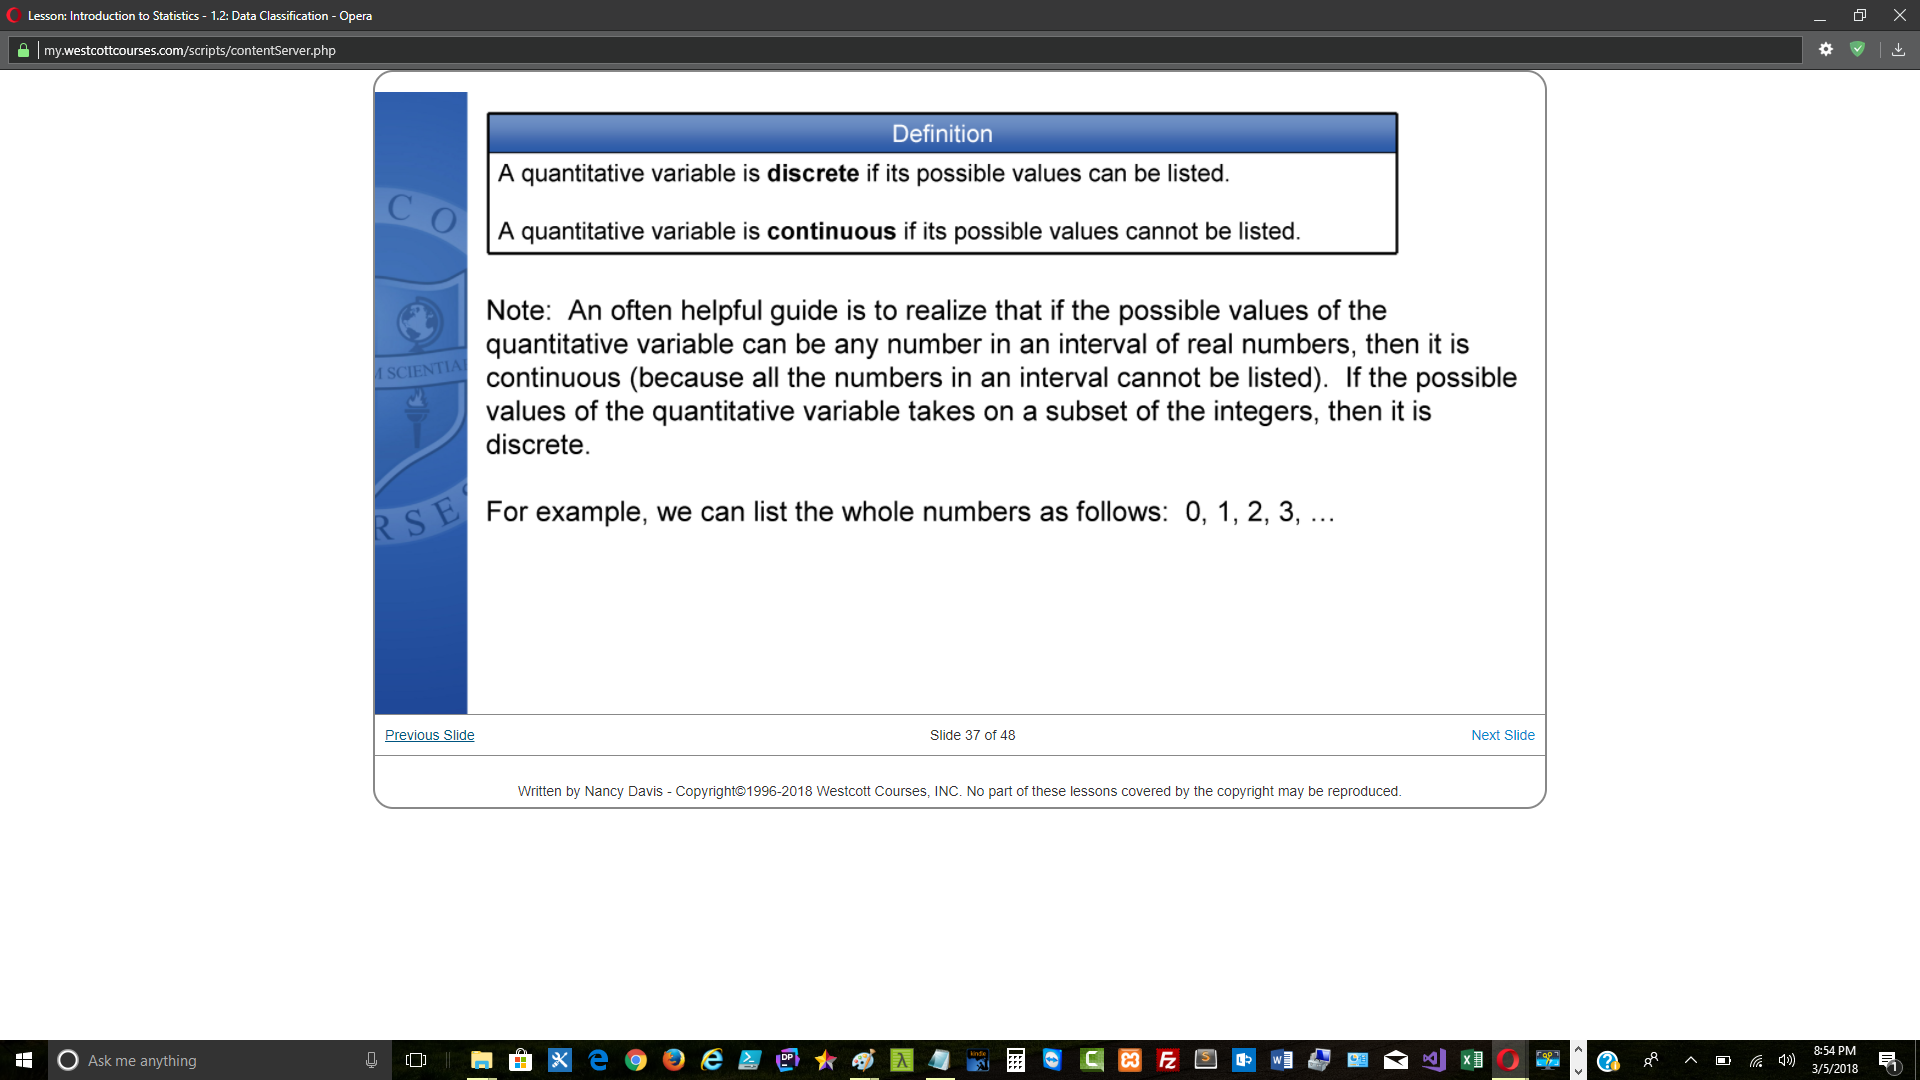 Lesson: Introduction to Statistics - 1.2: Data Classification - Opera
my.westcottcourses.com/scripts/contentServer.php
Definition
A quantitative variable is discrete if its possible values can be listed.
A quantitative variable is continuous if its possible values cannot be listed.
C O
M SCIENTIA
R S E S
Note: An often helpful guide is to realize that if the possible values of the
quantitative variable can be any number in an interval of real numbers, then it is
continuous (because all the numbers in an interval cannot be listed). If the possible
values of the quantitative variable takes on a subset of the integers, then it is
discrete.
For example, we can list the whole numbers as follows: 0, 1, 2, 3, …
Previous Slide
Slide 37 of 48
Next Slide
Written by Nancy Davis - Copyright©1996-2018 Westcott Courses, INC. No part of these lessons covered by the copyright may be reproduced.
Ask me anything
DP
kindle
8:54 PM
3/5/2018
1